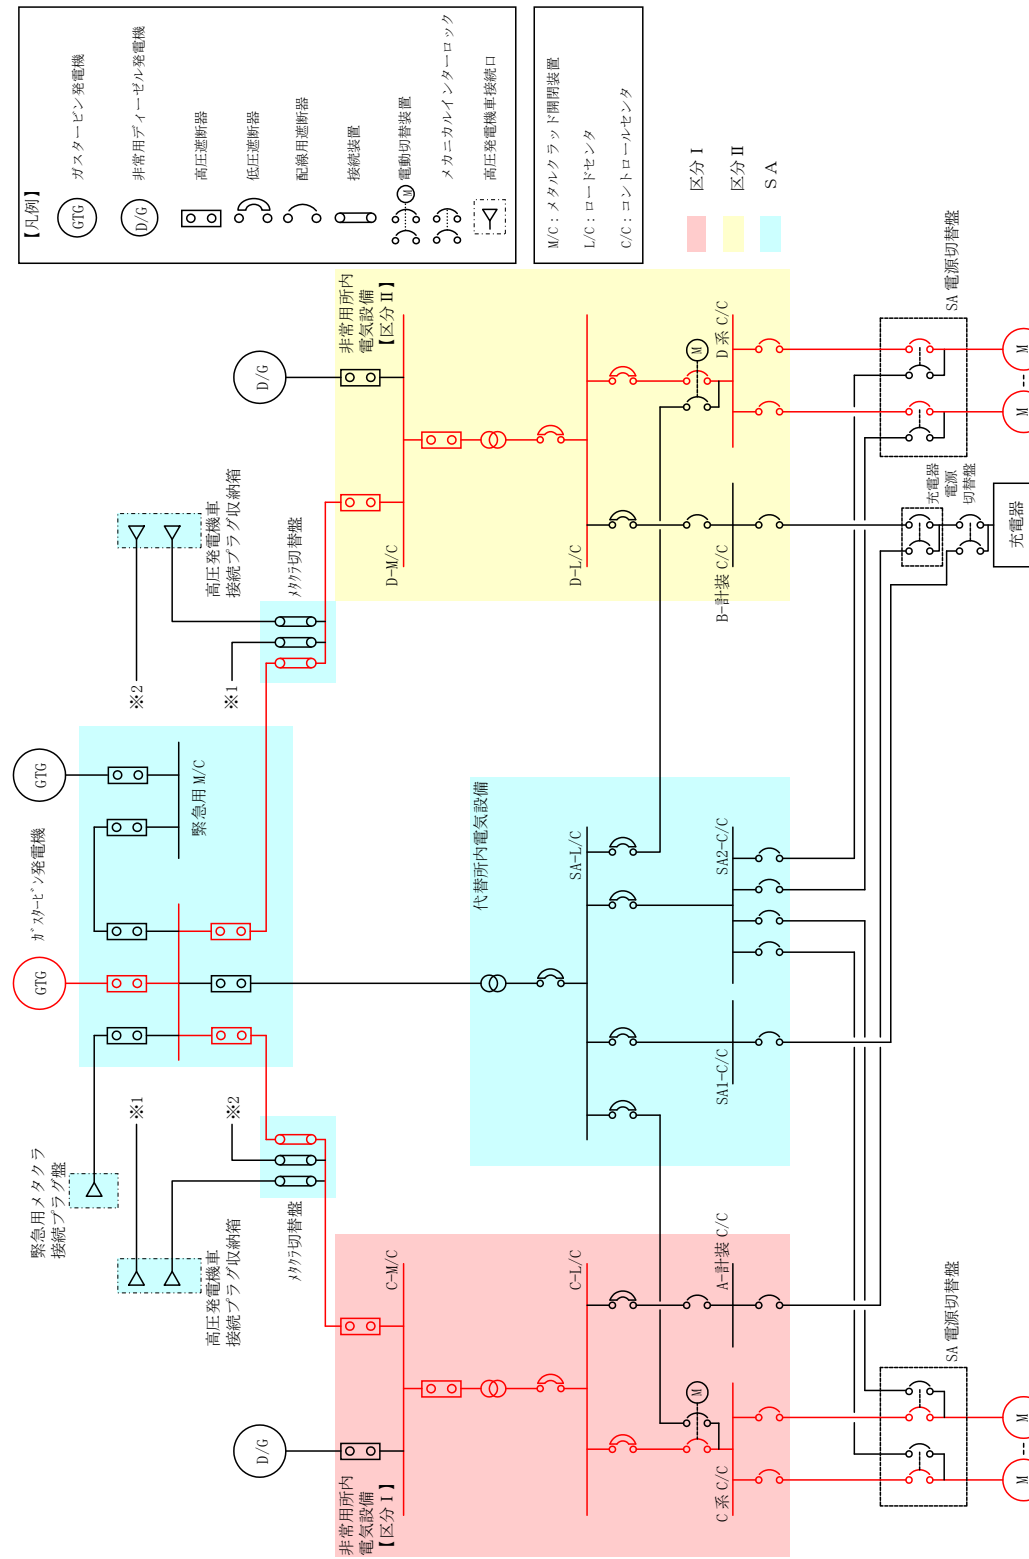 【凡例】
GTG
ガスタービン発電機
D/G
非常用ディーゼル発電機
高圧遮断器
低圧遮断器
配線用遮断器
接続装置
M
電動切替装置
メカニカルインターロック
高圧発電機車接続口
M/C：メタルクラッド開閉装置
L/C：ロードセンタ
C/C：コントロールセンタ
区分Ⅰ
区分Ⅱ
SA
ガスタービン発電機
GTG
GTG
緊急用メタクラ
接続プラグ盤
緊急用M/C
高圧発電機車
接続プラグ収納箱
※1
※2
メタクラ切替盤
高圧発電機車
接続プラグ収納箱
※2
※1
メタクラ切替盤
D/G
非常用所内
電気設備
【区分Ⅰ】
C-M/C
C-L/C
M
C系C/C
A-計装C/C
代替所内電気設備
SA-L/C
SA1-C/C
SA2-C/C
D/G
非常用所内
電気設備
【区分Ⅱ】
D-M/C
D-L/C
M
B-計装C/C
D系C/C
SA電源切替盤
M
M
充電器
電源
切替盤
充電器
SA電源切替盤
M
M